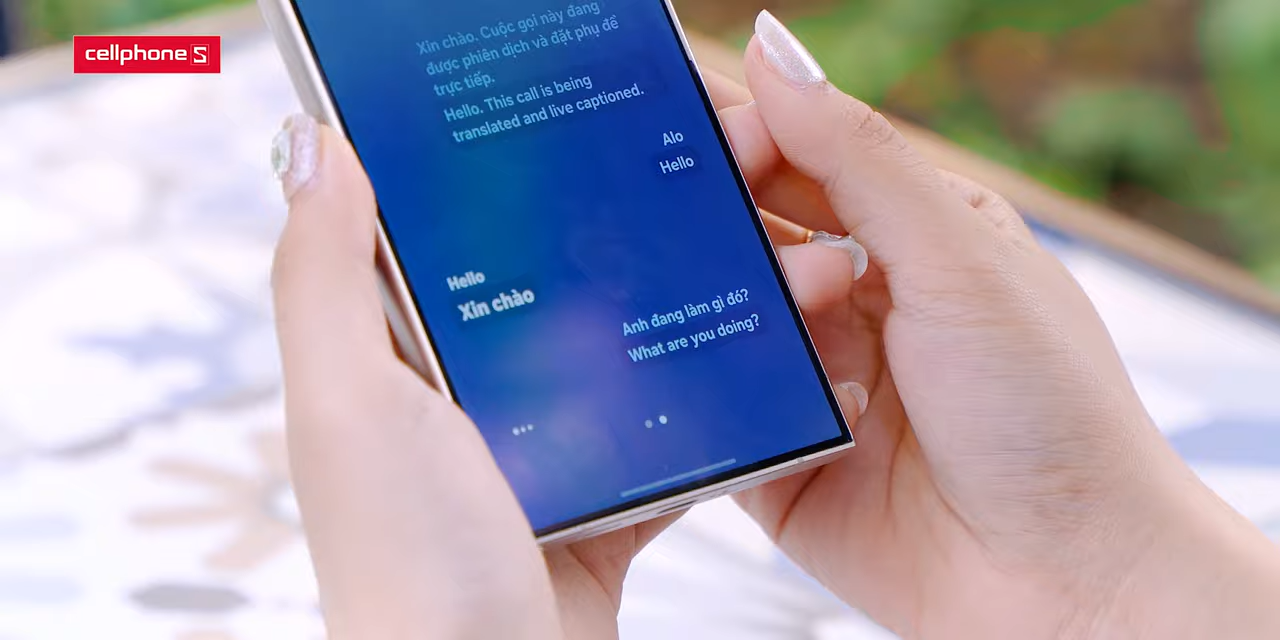 cellphoneS
Xin chào. Cuộc gọi này đang
được phiên dịch và đặt phụ đề
trực tiếp.
Hello. This call is being
translated and live captioned.
Alo
Hello
Hello
Xin chào
Anh đang làm gì đó?
What are you doing?